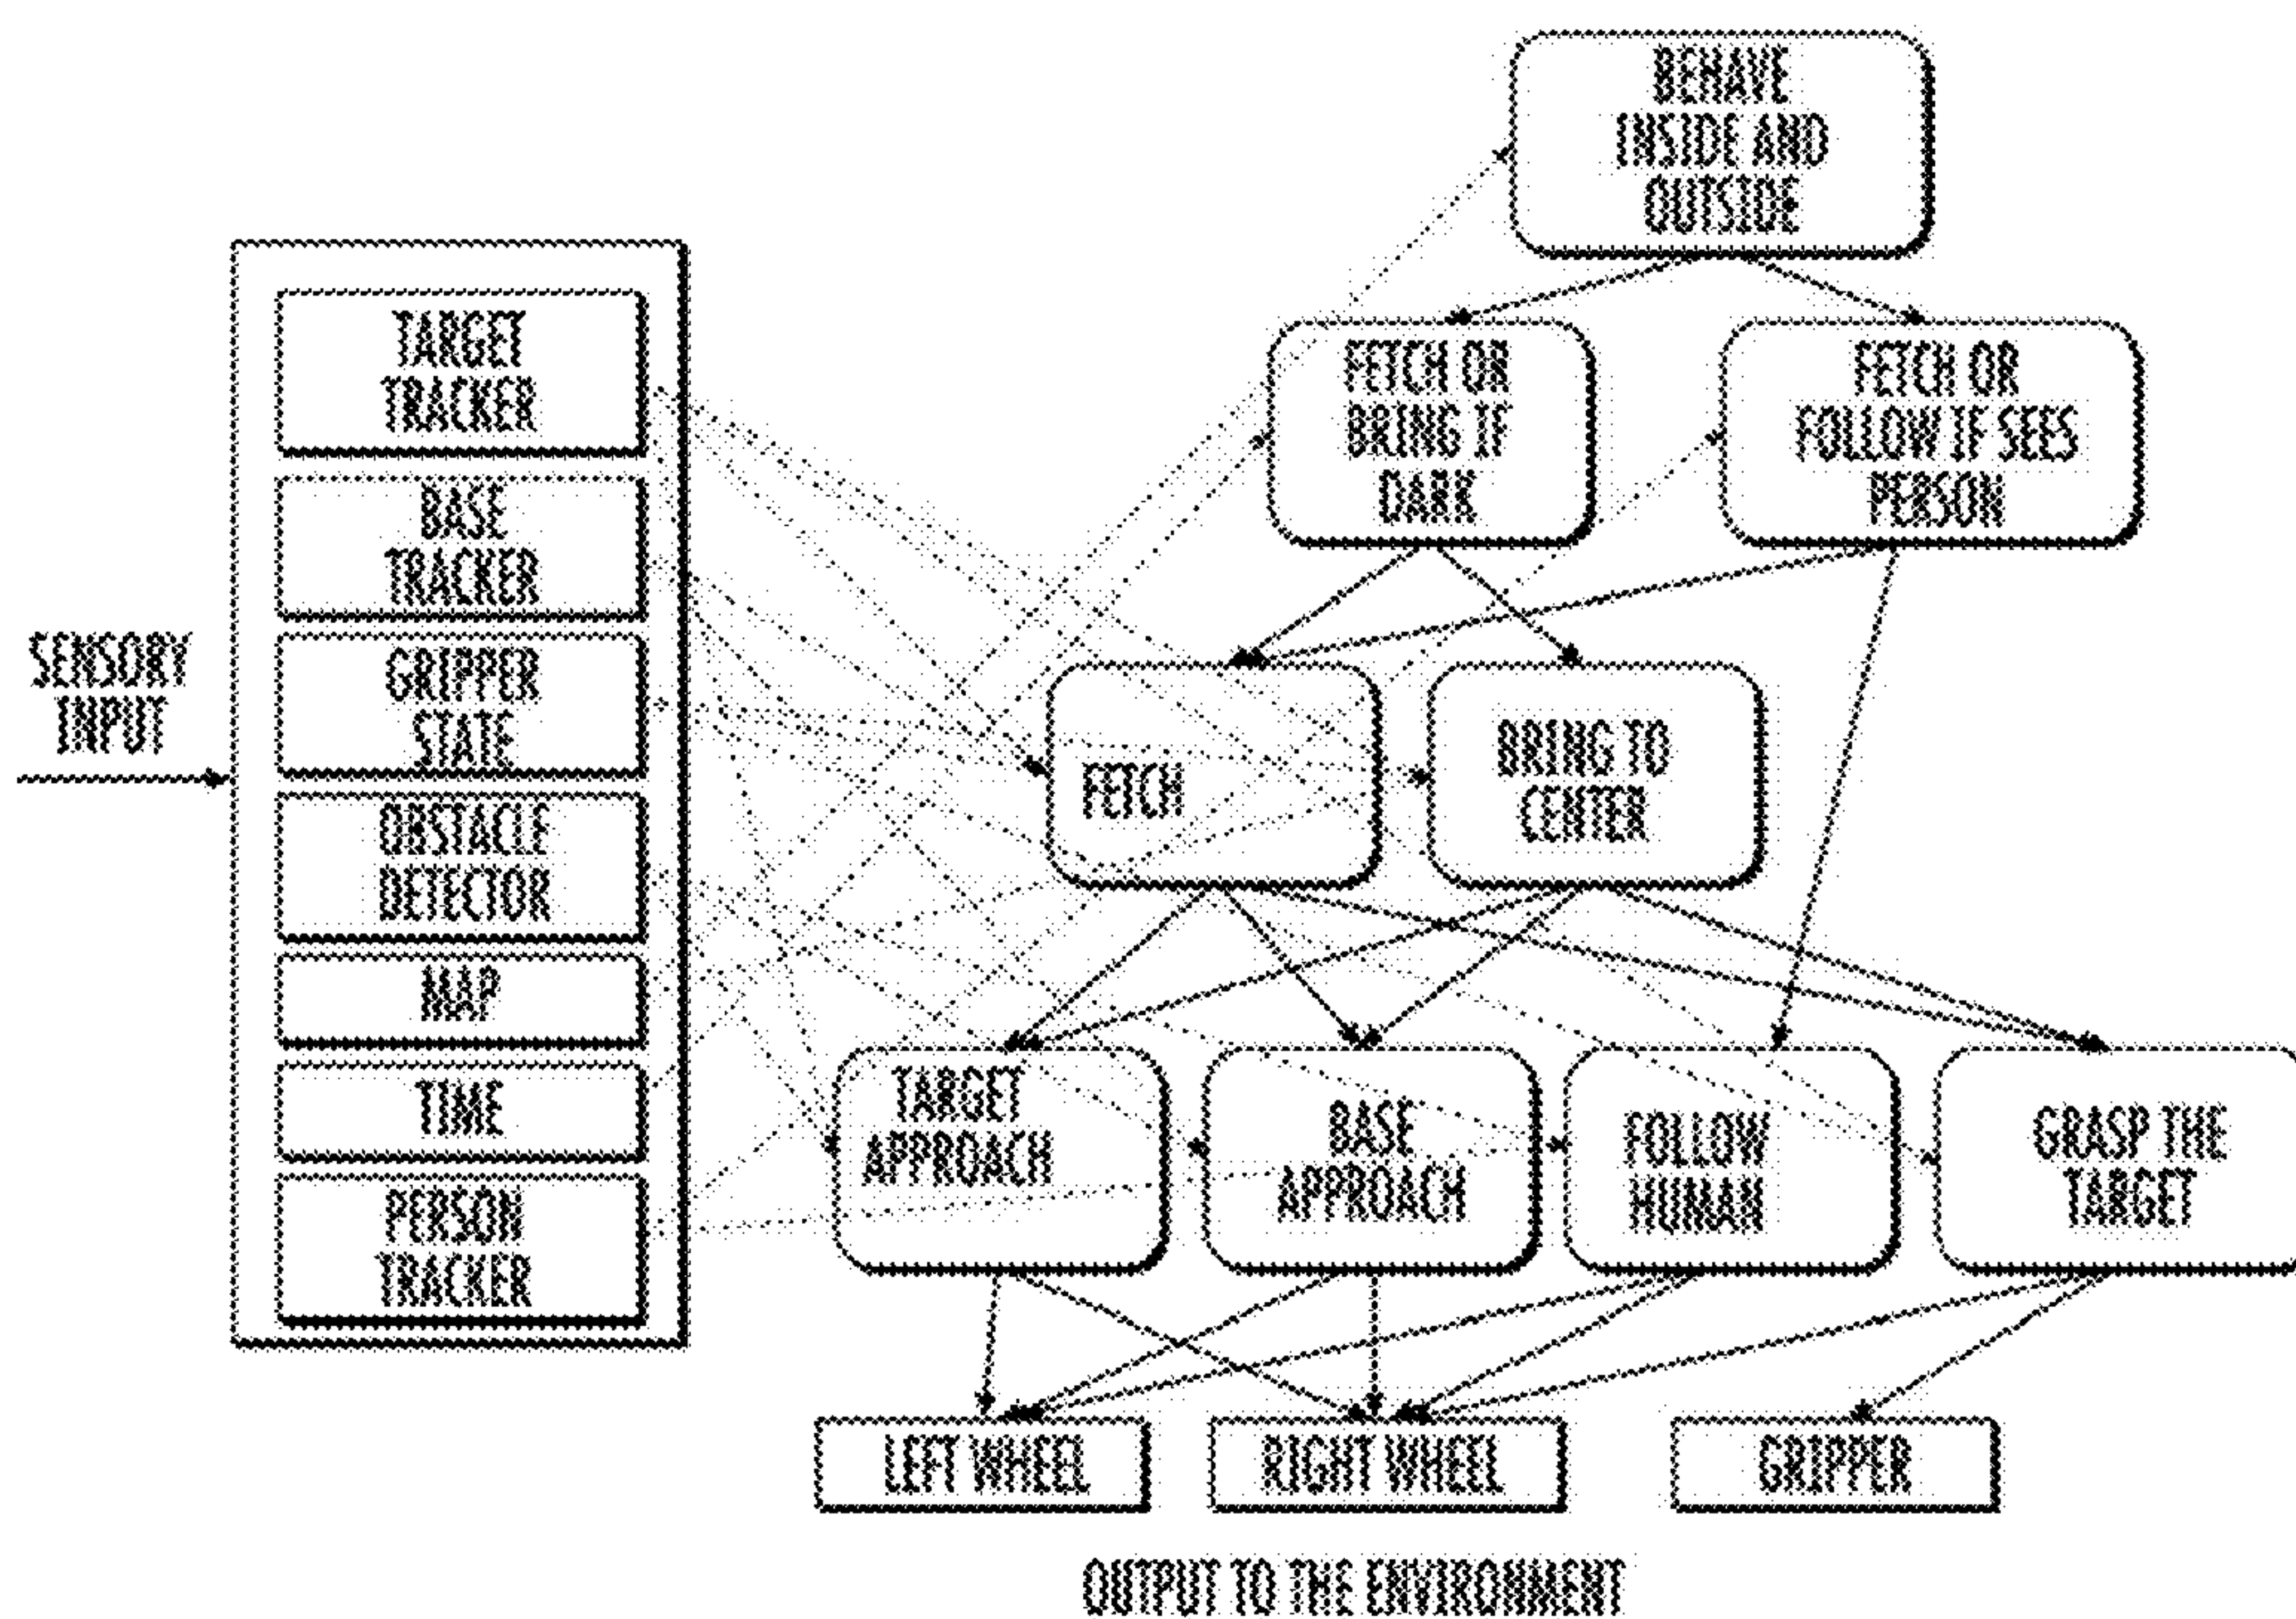 BEHAVE
INSIDE AND
OUTSIDE
TARGET
TRACKER
BASE
TRACKER
GRIPPER
STATE
OBSTACLE
DETECTOR
MAP
TIME
PERSON
TRACKER
SENSORY
INPUT
FETCH OR
BRING IF
DARK
FETCH OR
FOLLOW IF SEES
PERSON
FETCH
BRING TO
CENTER
TARGET
APPROACH
BASE
APPROACH
FOLLOW
HUMAN
GRASP THE
TARGET
LEFT WHEEL
RIGHT WHEEL
GRIPPER
OUTPUT TO THE ENVIRONMENT